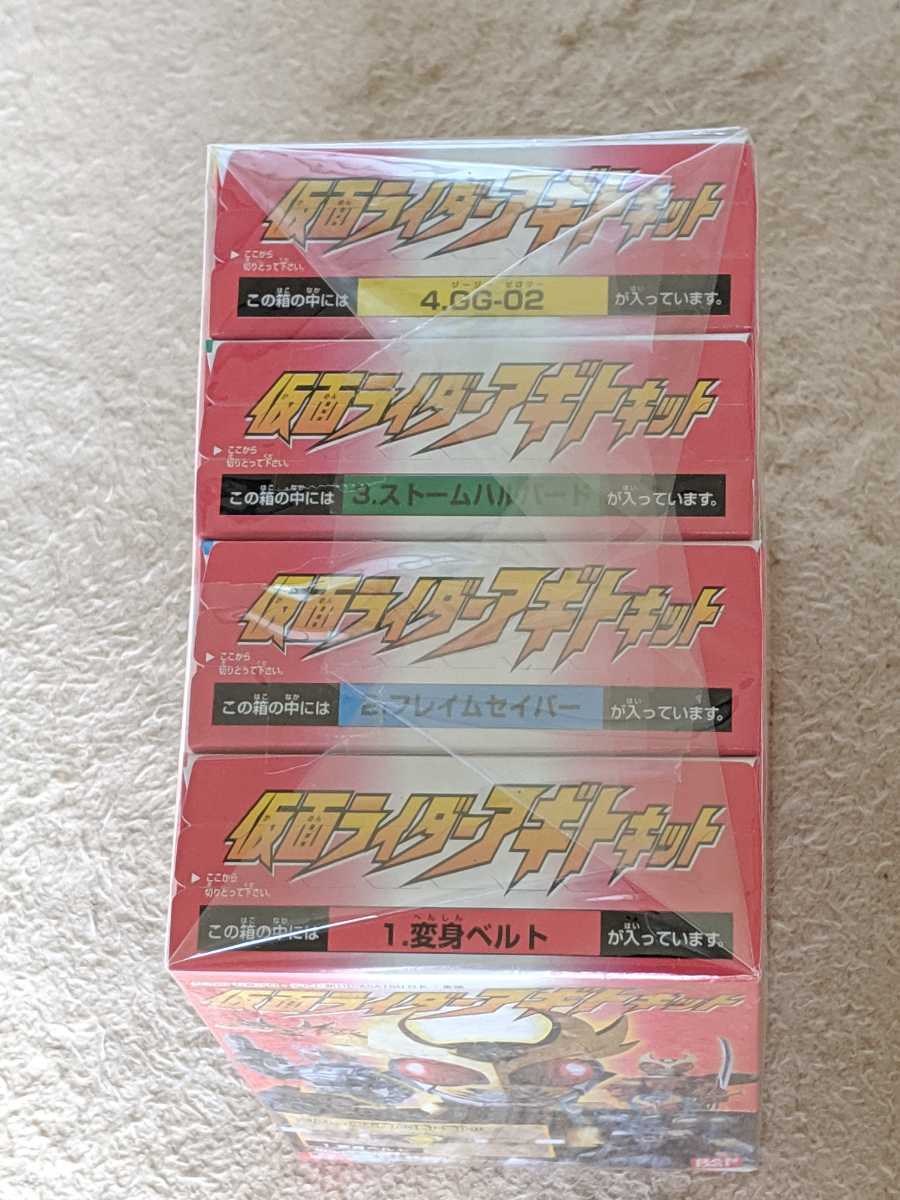 仮面ライダーアギトキット
ここから
切りとって下さい。
この箱の中には 4.GG-02 が入っています。
仮面ライダーアギトキット
ここから
切りとって下さい。
この箱の中には 3.ストームハルバード が入っています。
仮面ライダーアギトキット
ここから
切りとって下さい。
この箱の中には 2.フレイムセイバー が入っています。
仮面ライダーアギトキット
ここから
切りとって下さい。
この箱の中には 1.変身ベルト が入っています。
仮面ライダーアギトキット